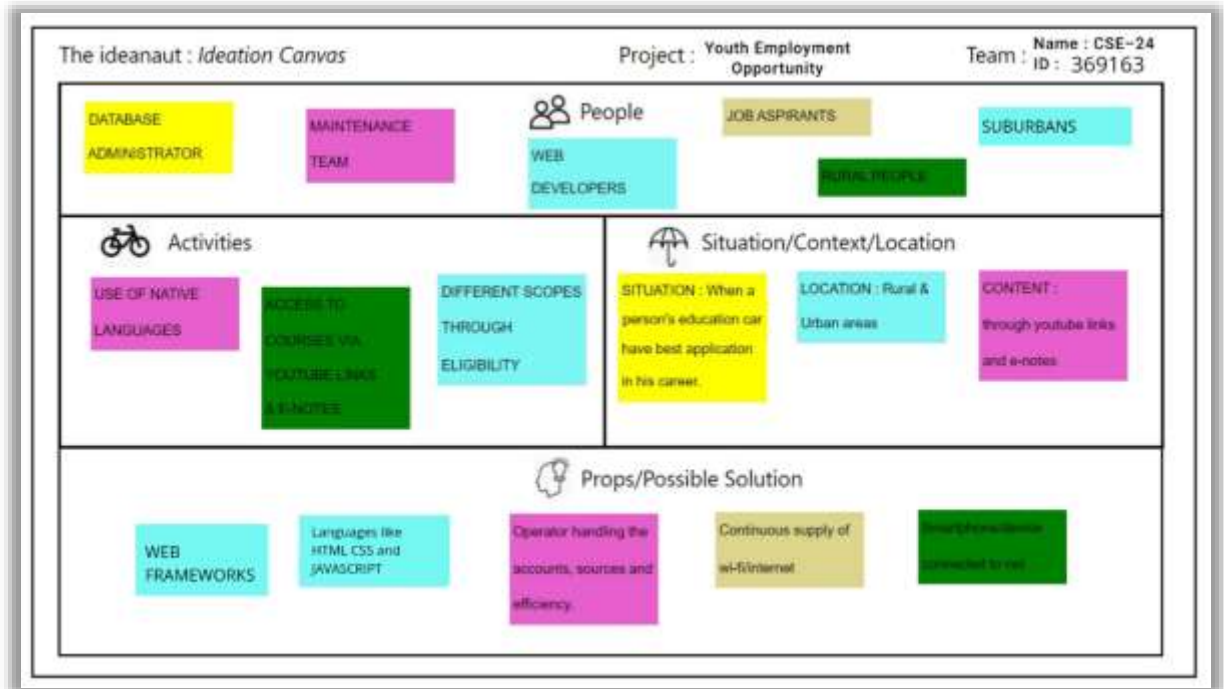 The ideanaut : Ideation Canvas
Project : Youth Employment
Opportunity
Team : Name : CSE-24
ID : 369163
People
DATABASE
ADMINISTRATOR
MAINTENANCE
TEAM
WEB
DEVELOPERS
JOB ASPIRANTS
RURAL PEOPLE
SUBURBANS
Activities
USE OF NATIVE
LANGUAGES
ACCESS TO
COURSES VIA
YOUTUBE LINKS
& E-NOTES
DIFFERENT SCOPES
THROUGH
ELIGIBILITY
Situation/Context/Location
SITUATION : When a
person's education car
have best application
in his career.
LOCATION : Rural &
Urban areas
CONTENT :
through youtube links
and e-notes
Props/Possible Solution
WEB
FRAMEWORKS
Languages like
HTML CSS and
JAVASCRIPT
Operator handling the
accounts, sources and
efficiency.
Continuous supply of
wi-fi/internet
Smartphone/device
connected to net